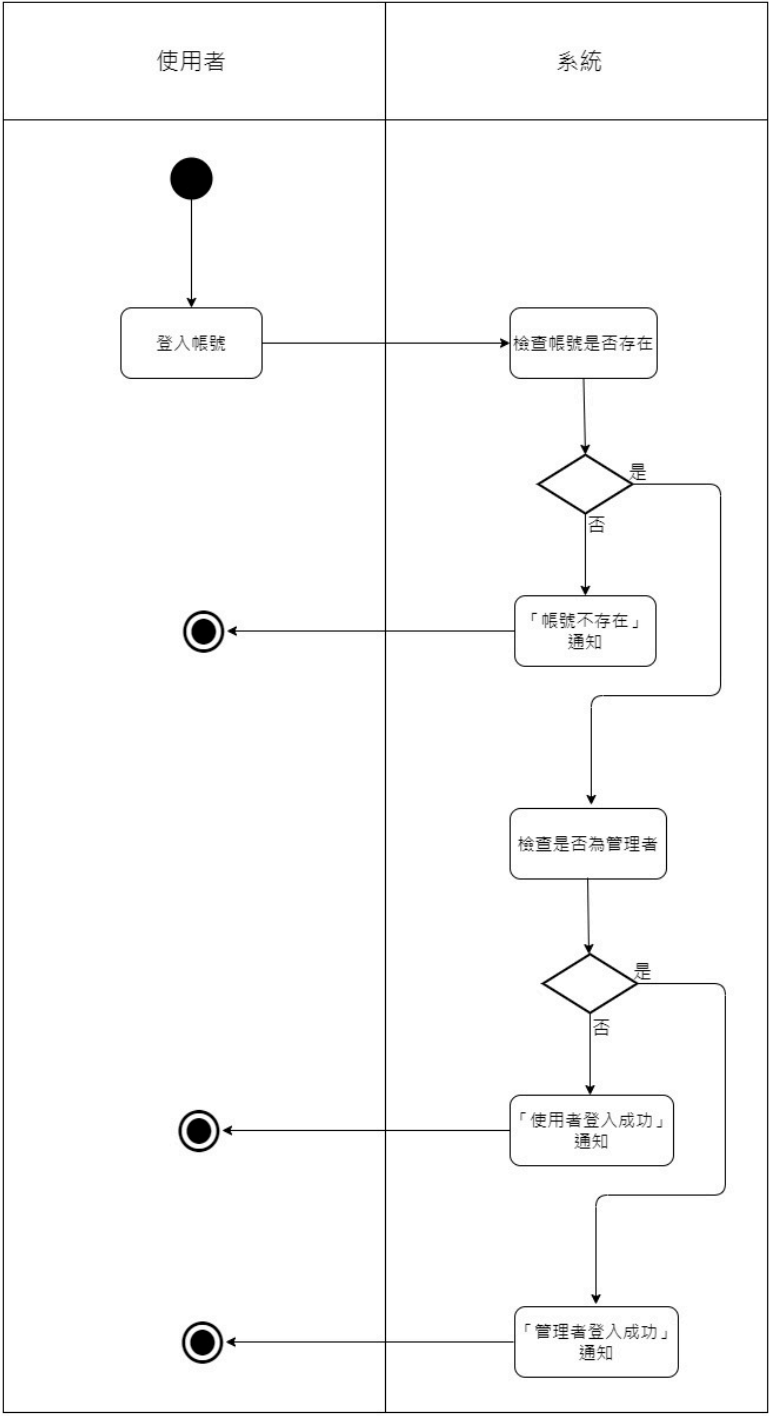 使用者
系統
登入帳號
檢查帳號是否存在
是
否
「帳號不存在」
通知
檢查是否為管理者
是
否
「使用者登入成功」
通知
「管理者登入成功」
通知